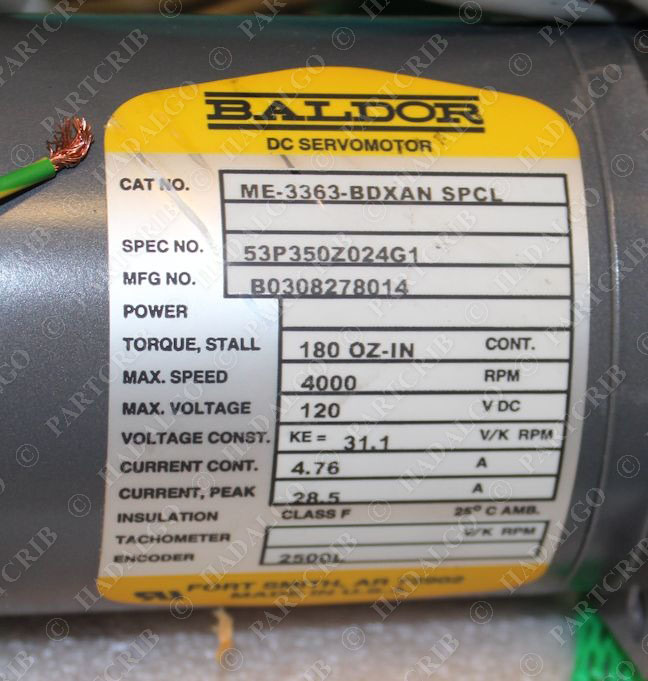 BALDOR
DC SERVOMOTOR
CAT NO. ME-3363-BDXAN SPCL
SPEC NO. 53P350Z024G1
MFG NO. B0308278014
POWER
TORQUE, STALL 180 OZ-IN CONT.
MAX. SPEED 4000 RPM
MAX. VOLTAGE 120 V DC
VOLTAGE CONST. KE = 31.1 V/K RPM
CURRENT CONT. 4.76 A
CURRENT, PEAK 28.5 A
INSULATION CLASS F 25° C AMB.
TACHOMETER V/K RPM
ENCODER 2500L
FORT SMITH, AR 72902
MADE IN U.S.A.
© PARTCRIB
© HADALGO